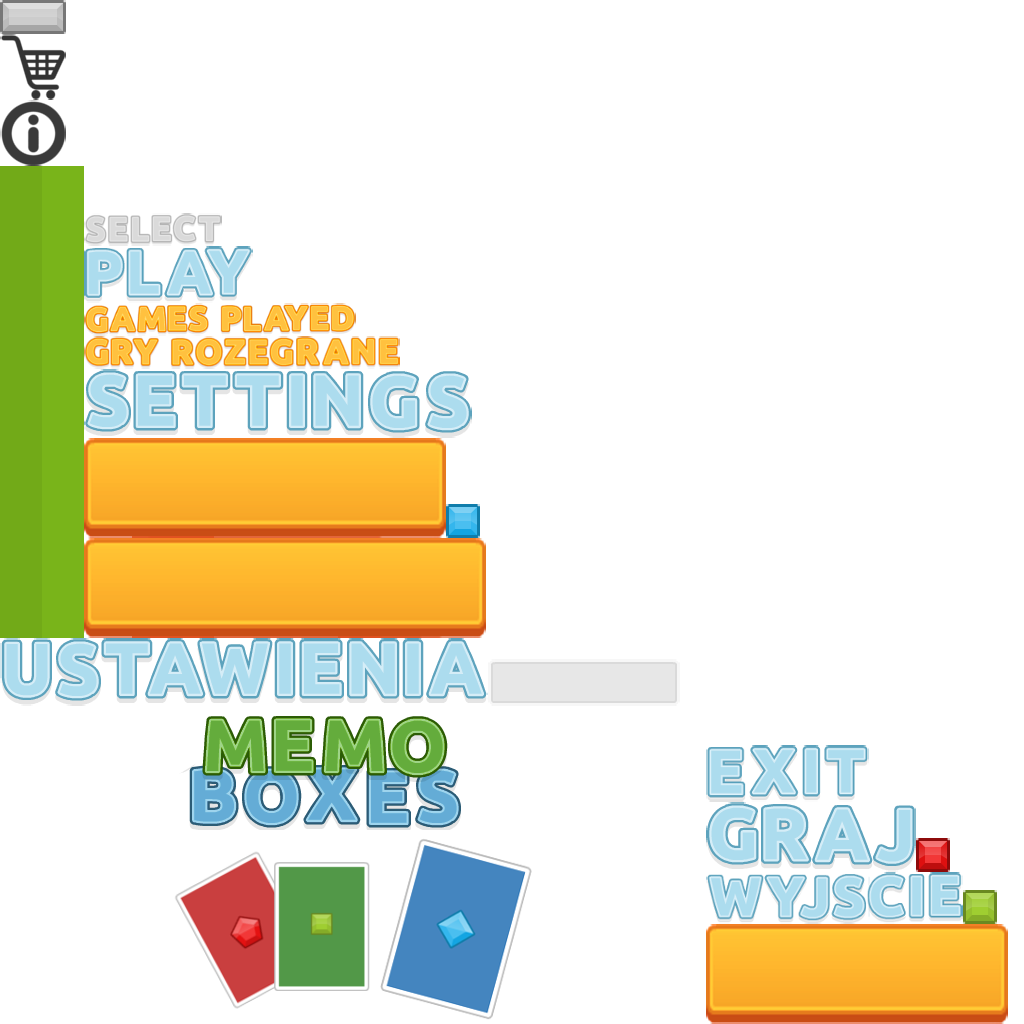 SELECT
PLAY
GAMES PLAYED
GRY ROZEGRANE
SETTINGS
USTAWIENIA
MEMO
BOXES
EXIT
GRAJ
WYJSCIE